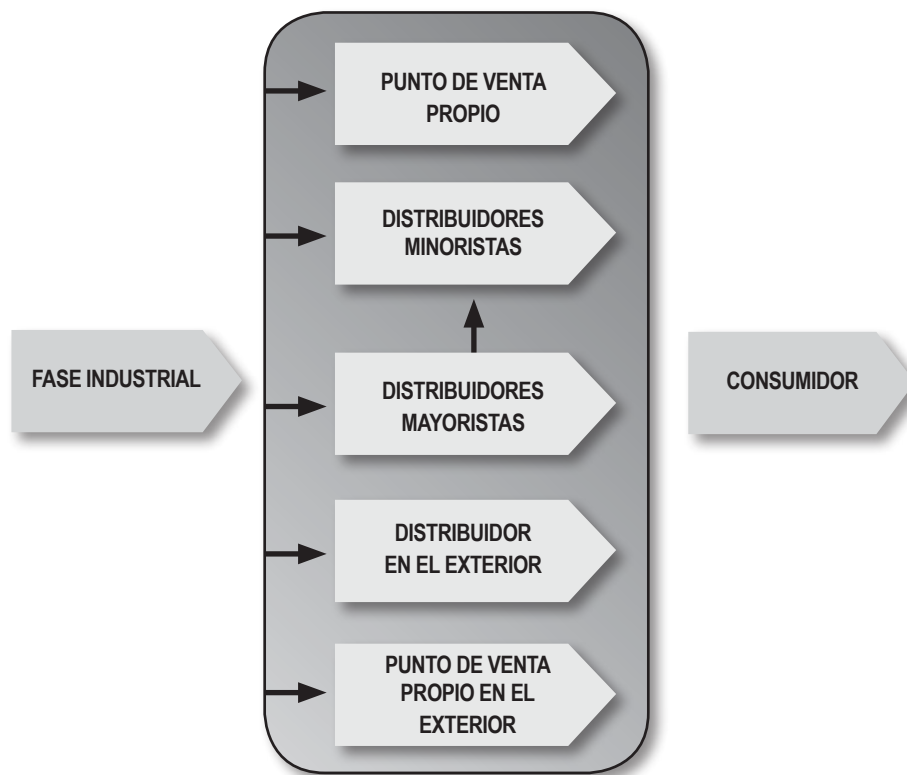 PUNTO DE VENTA
PROPIO
DISTRIBUIDORES
MINORISTAS
FASE INDUSTRIAL
DISTRIBUIDORES
MAYORISTAS
CONSUMIDOR
DISTRIBUIDOR
EN EL EXTERIOR
PUNTO DE VENTA
PROPIO EN EL
EXTERIOR